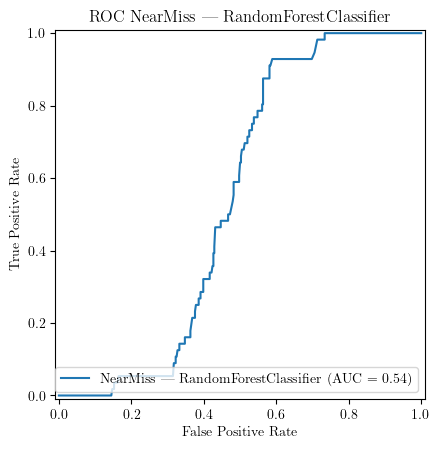 ROC NearMiss — RandomForestClassifier
1.0
0.8
0.6
0.4
0.2
0.0
True Positive Rate
NearMiss — RandomForestClassifier (AUC = 0.54)
0.0 0.2 0.4 0.6 0.8 1.0
False Positive Rate